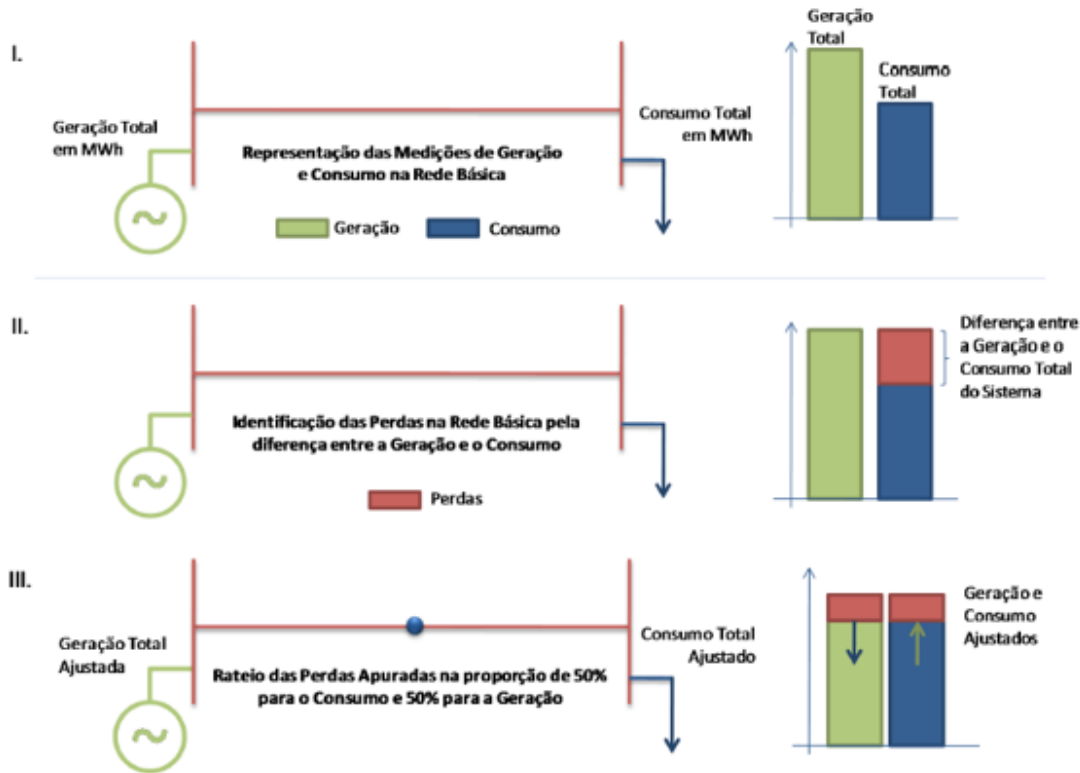 I.
Geração Total
em MWh
Representação das Medições de Geração
e Consumo na Rede Básica
Geração
Consumo
Consumo Total
em MWh
Geração
Total
Consumo
Total
II.
Identificação das Perdas na Rede Básica pela
diferença entre a Geração e o Consumo
Perdas
Diferença entre
a Geração e o
Consumo Total
do Sistema
III.
Geração Total
Ajustada
Rateio das Perdas Apuradas na proporção de 50%
para o Consumo e 50% para a Geração
Consumo Total
Ajustado
Geração e
Consumo
Ajustados